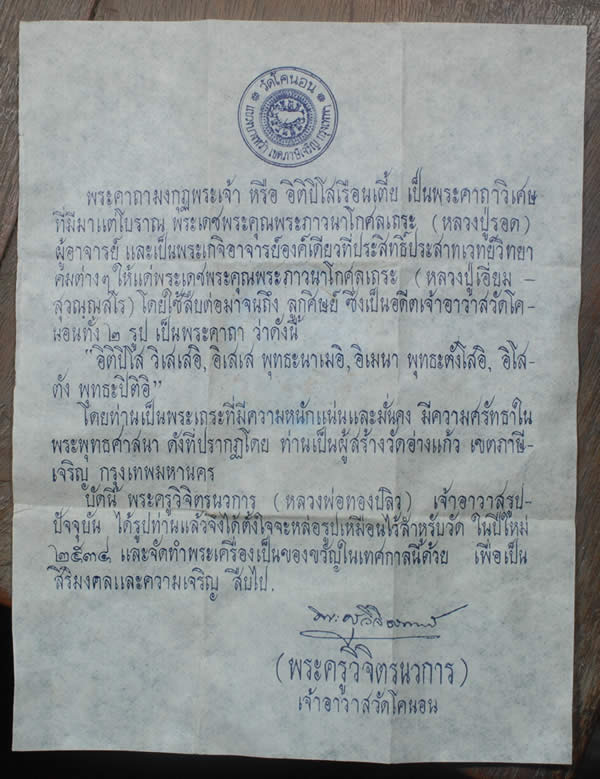 วัดโคนอน
แขวงบางหว้า เขตภาษีเจริญ กรุงเทพฯ
พระคาถามงกุฎพระเจ้า หรือ อิติปิโสเรือนเตี้ย เป็นพระคาถาวิเศษ
ที่มีมาแต่โบราณ พระเดชพระคุณพระภาวนาโกศลเถระ (หลวงปู่รอด)
ผู้อาจารย์ และเป็นพระเกจิอาจารย์องค์เดียวที่ประสิทธิ์ประสาทเวทย์วิทยา
คุมต่างๆ ให้แด่พระเดชพระคุณพระภาวนาโกศลเถระ (หลวงปู่เอี่ยม -
สุวณฺณสโร) โดยใช้สืบต่อมาจนถึง ลูกศิษย์ ซึ่งเป็นอดีตเจ้าอาวาสวัดโค-
นอนทั้ง ๒ รูป เป็นพระคาถา ว่าดังนี้
"อิติปิโส วิเสเสอิ, อิเสเส พุทธะนาเมอิ, อิเมนา พุทธะตังโสอิ, อิโส-
ตัง พุทธะปิติอิ"
โดยท่านเป็นพระเถระที่มีความหนักแน่นและมั่นคง มีความศรัทธาใน
พระพุทธศาสนา ดังที่ปรากฏโดย ท่านเป็นผู้สร้างวัดอ่างแก้ว เขตภาษี-
เจริญ กรุงเทพมหานคร
บัดนี้ พระครูวิจิตรนวการ (หลวงพ่อทองปลิว) เจ้าอาวาสรูป-
ปัจจุบัน ได้รูปท่านแล้วจึงได้ตั้งใจจะหล่อรูปเหมือนไว้สำหรับวัด ในปีใหม่
๒๕๓๔ และจัดทำพระเครื่องเป็นของขวัญในเทศกาลนี้ด้วย เพื่อเป็น
สิริมงคลและความเจริญ สืบไป.
(พระครูวิจิตรนวการ)
เจ้าอาวาสวัดโคนอน